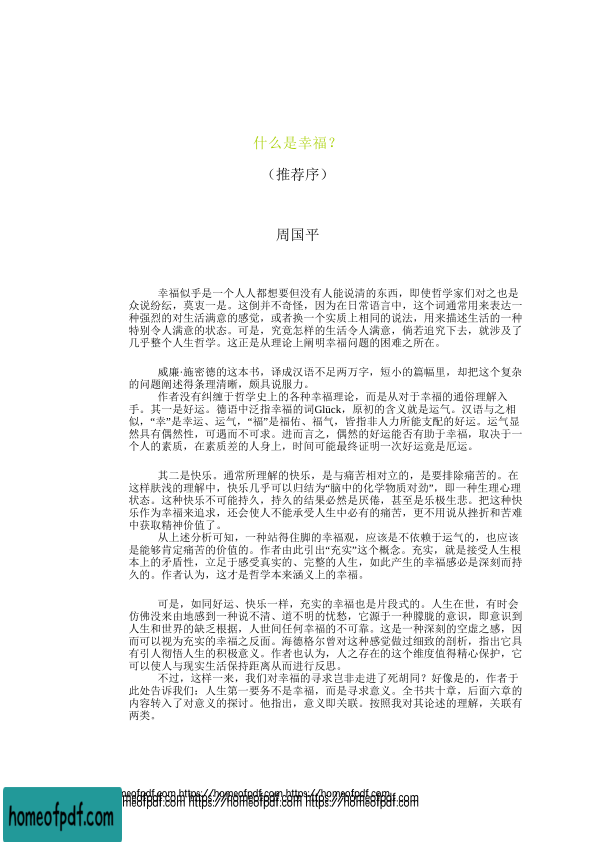 什么是幸福？
（推荐序）
周国平
幸福似乎是一个人人都想要但没有人能说清的东西，即使哲学家们对之也是
众说纷纭，莫衷一是。这倒并不奇怪，因为在日常语言中，这个词通常用来表达一
种强烈的对生活满意的感觉，或者换一个实质上相同的说法，用来描述生活的一种
特别令人满意的状态。可是，究竟怎样的生活令人满意，倘若追究下去，就涉及了
几乎整个人生哲学。这正是从理论上阐明幸福问题的困难之所在。
威廉·施密德的这本书，译成汉语不足两万字，短小的篇幅里，却把这个复杂
的问题阐述得条理清晰，颇具说服力。
作者没有纠缠于哲学史上的各种幸福理论，而是从对于幸福的通俗理解入
手。其一是好运。德语中泛指幸福的词Glück，原初的含义就是运气。汉语与之相
似，“幸”是幸运、运气，“福”是福佑、福气，皆指非人力所能支配的好运。运气显
然具有偶然性，可遇而不可求。进而言之，偶然的好运能否有助于幸福，取决于一
个人的素质，在素质差的人身上，时间可能最终证明一次好运竟是厄运。
其二是快乐。通常所理解的快乐，是与痛苦相对立的，是要排除痛苦的。在
这样肤浅的理解中，快乐几乎可以归结为“脑中的化学物质对劲”，即一种生理心理
状态。这种快乐不可能持久，持久的结果必然是厌倦，甚至是乐极生悲。把这种快
乐作为幸福来追求，还会使人不能承受人生中必有的痛苦，更不用说从挫折和苦难
中获取精神价值了。
从上述分析可知，一种站得住脚的幸福观，应该是不依赖于运气的，也应该
是能够肯定痛苦的价值的。作者由此引出“充实”这个概念。充实，就是接受人生根
本上的矛盾性，立足于感受真实的、完整的人生，如此产生的幸福感必是深刻而持
久的。作者认为，这才是哲学本来涵义上的幸福。
可是，如同好运、快乐一样，充实的幸福也是片段式的。人生在世，有时会
仿佛没来由地感到一种说不清、道不明的忧愁，它源于一种朦胧的意识，即意识到
人生和世界的缺乏根据，人世间任何幸福的不可靠。这是一种深刻的空虚之感，因
而可以视为充实的幸福之反面。海德格尔曾对这种感觉做过细致的剖析，指出它具
有引人彻悟人生的积极意义。作者也认为，人之存在的这个维度值得精心保护，它
可以使人与现实生活保持距离从而进行反思。
不过，这样一来，我们对幸福的寻求岂非走进了死胡同？好像是的，作者于
此处告诉我们：人生第一要务不是幸福，而是寻求意义。全书共十章，后面六章的
内容转入了对意义的探讨。他指出，意义即关联。按照我对其论述的理解，关联有
两类。
homeofpdf.com https://homeofpdf.com https://homeofpdf.com
homeofpdf.com https://homeofpdf.com https://homeofpdf.com
homeofpdf.com